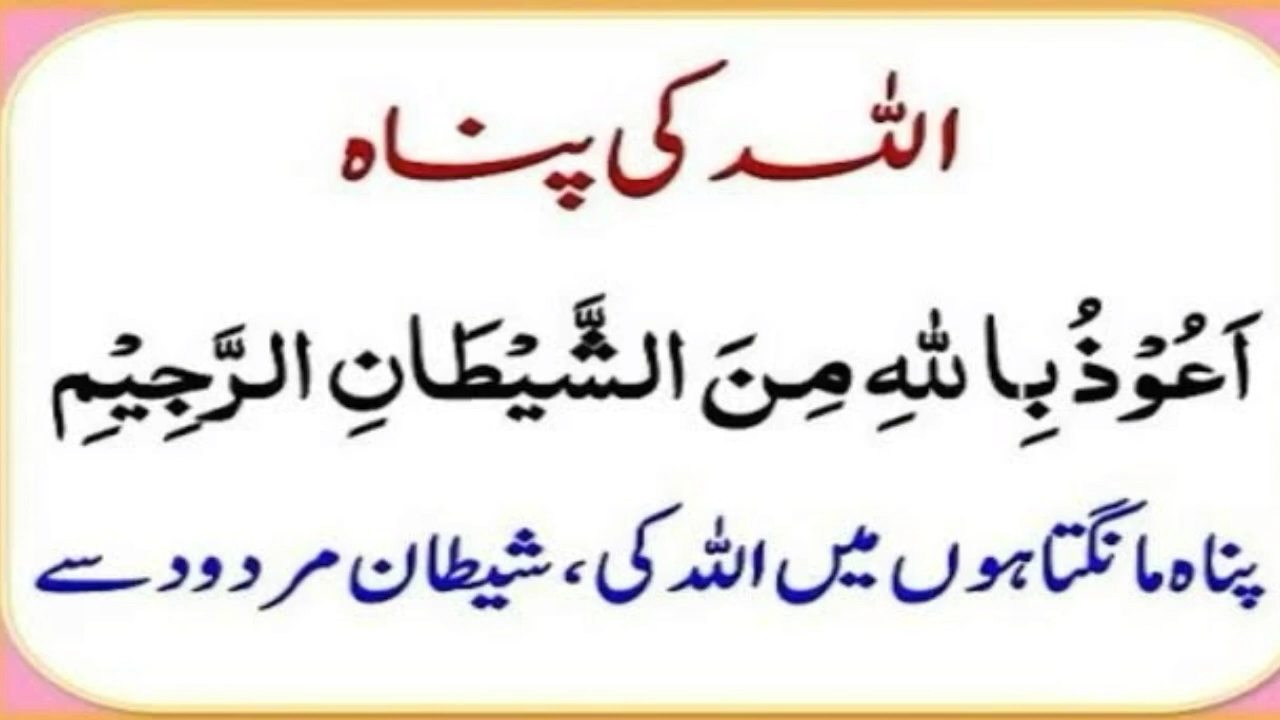 اللہ کی پناہ
اَعُوْذُ بِاللّٰهِ مِنَ الشَّيْطَانِ الرَّجِيْمِ
پناہ مانگتا ہوں میں اللہ کی، شیطان مردود سے